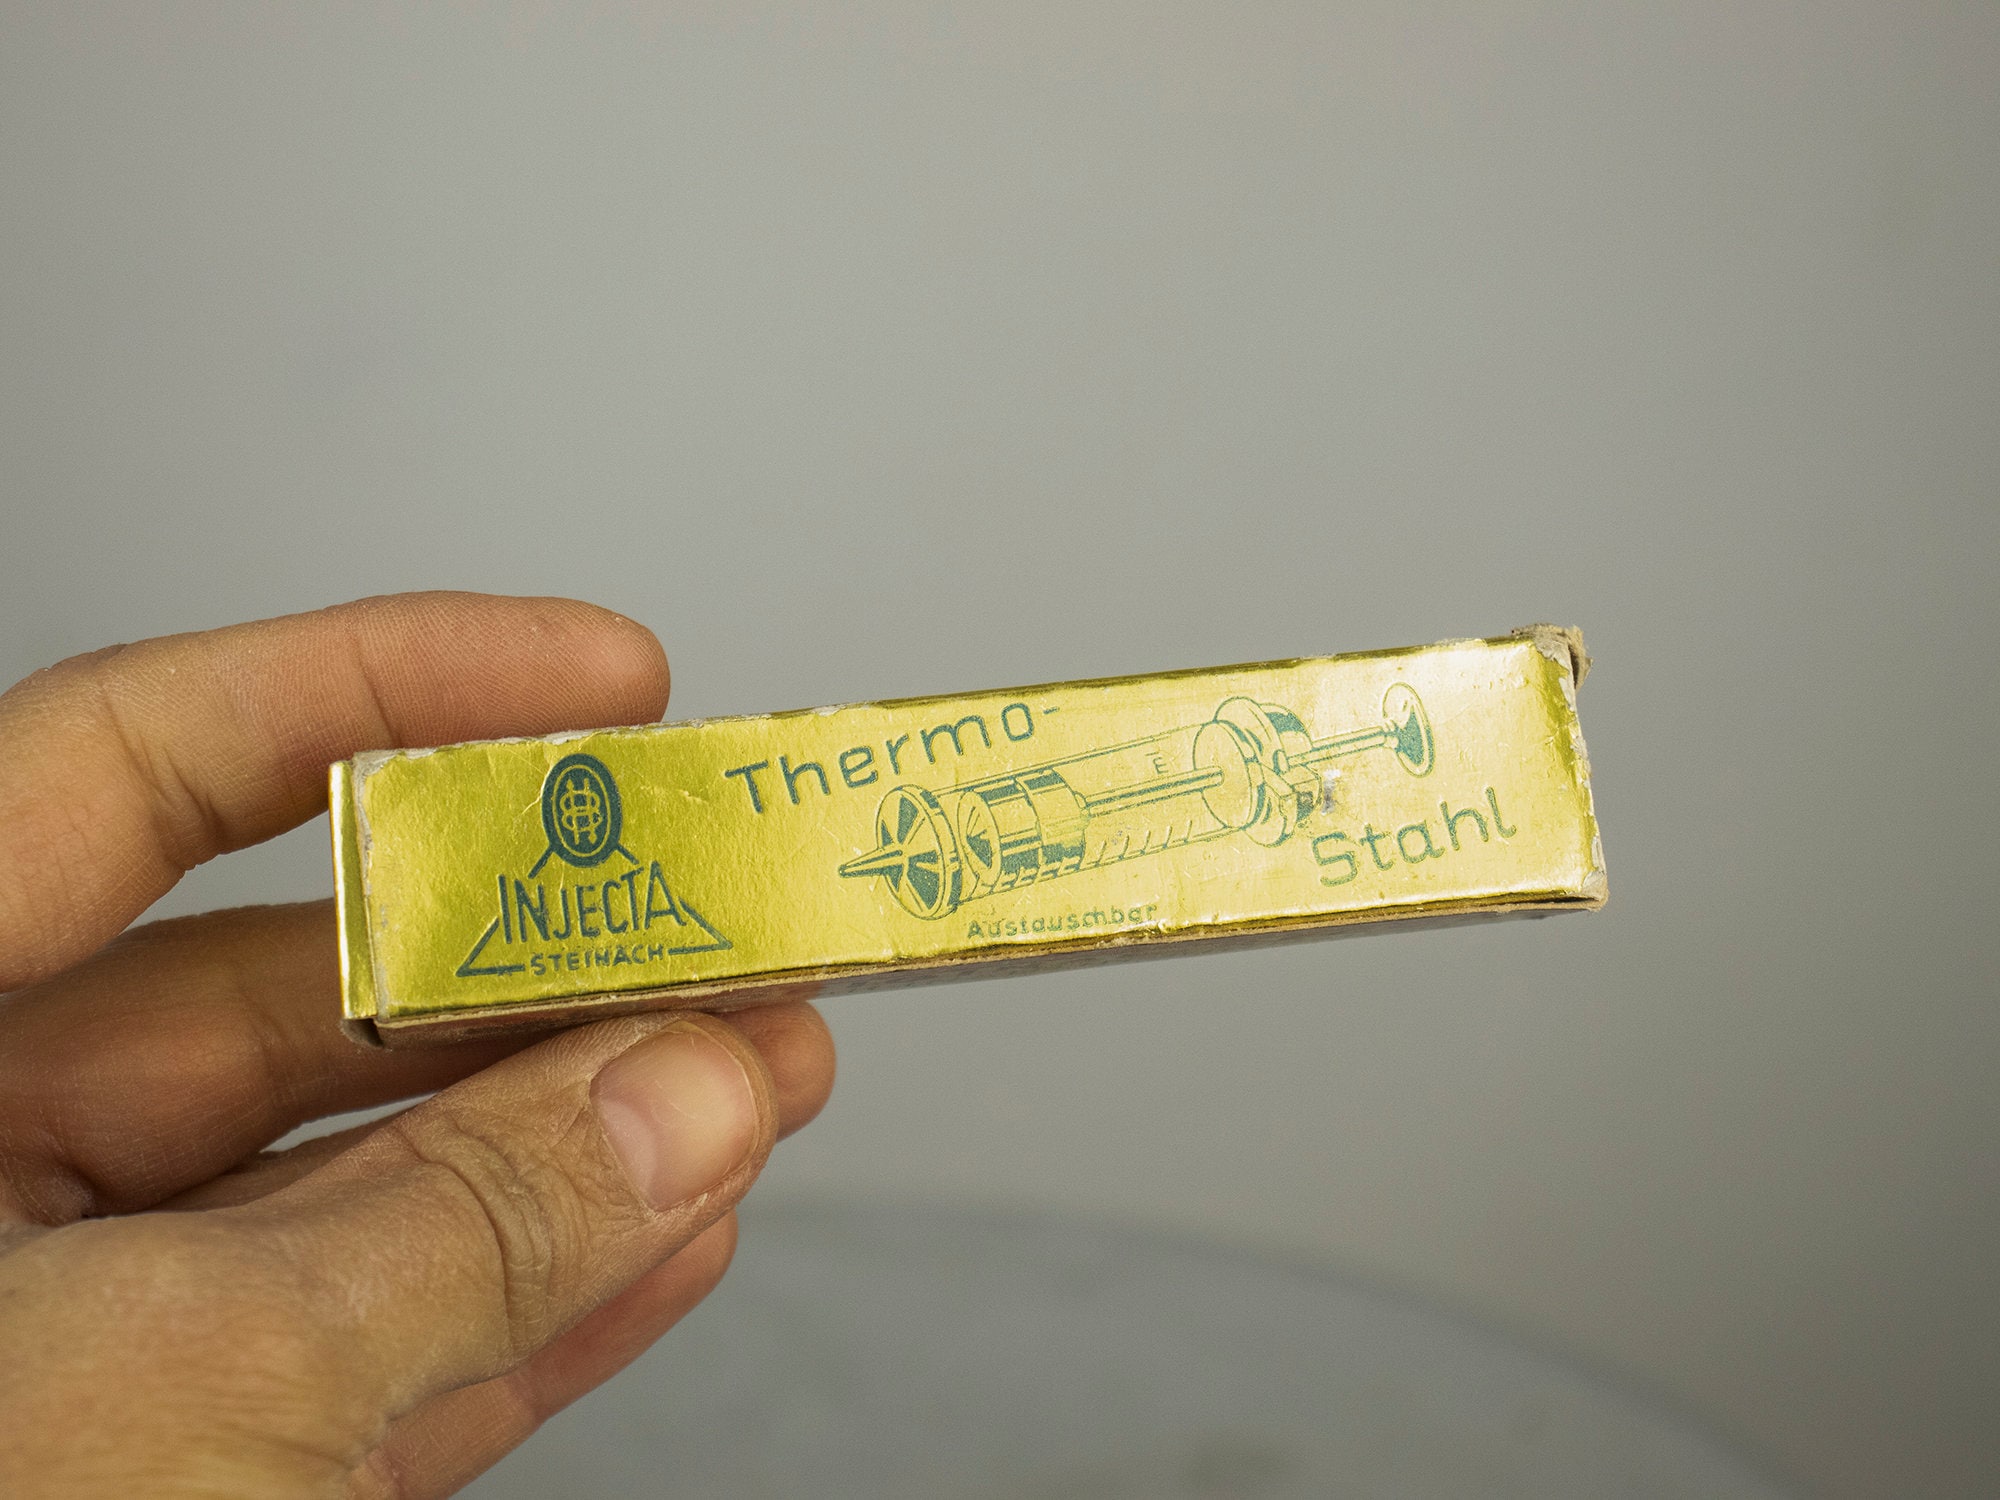 INJECTA
STEINACH
Thermo-
Stahl
Austauschbar